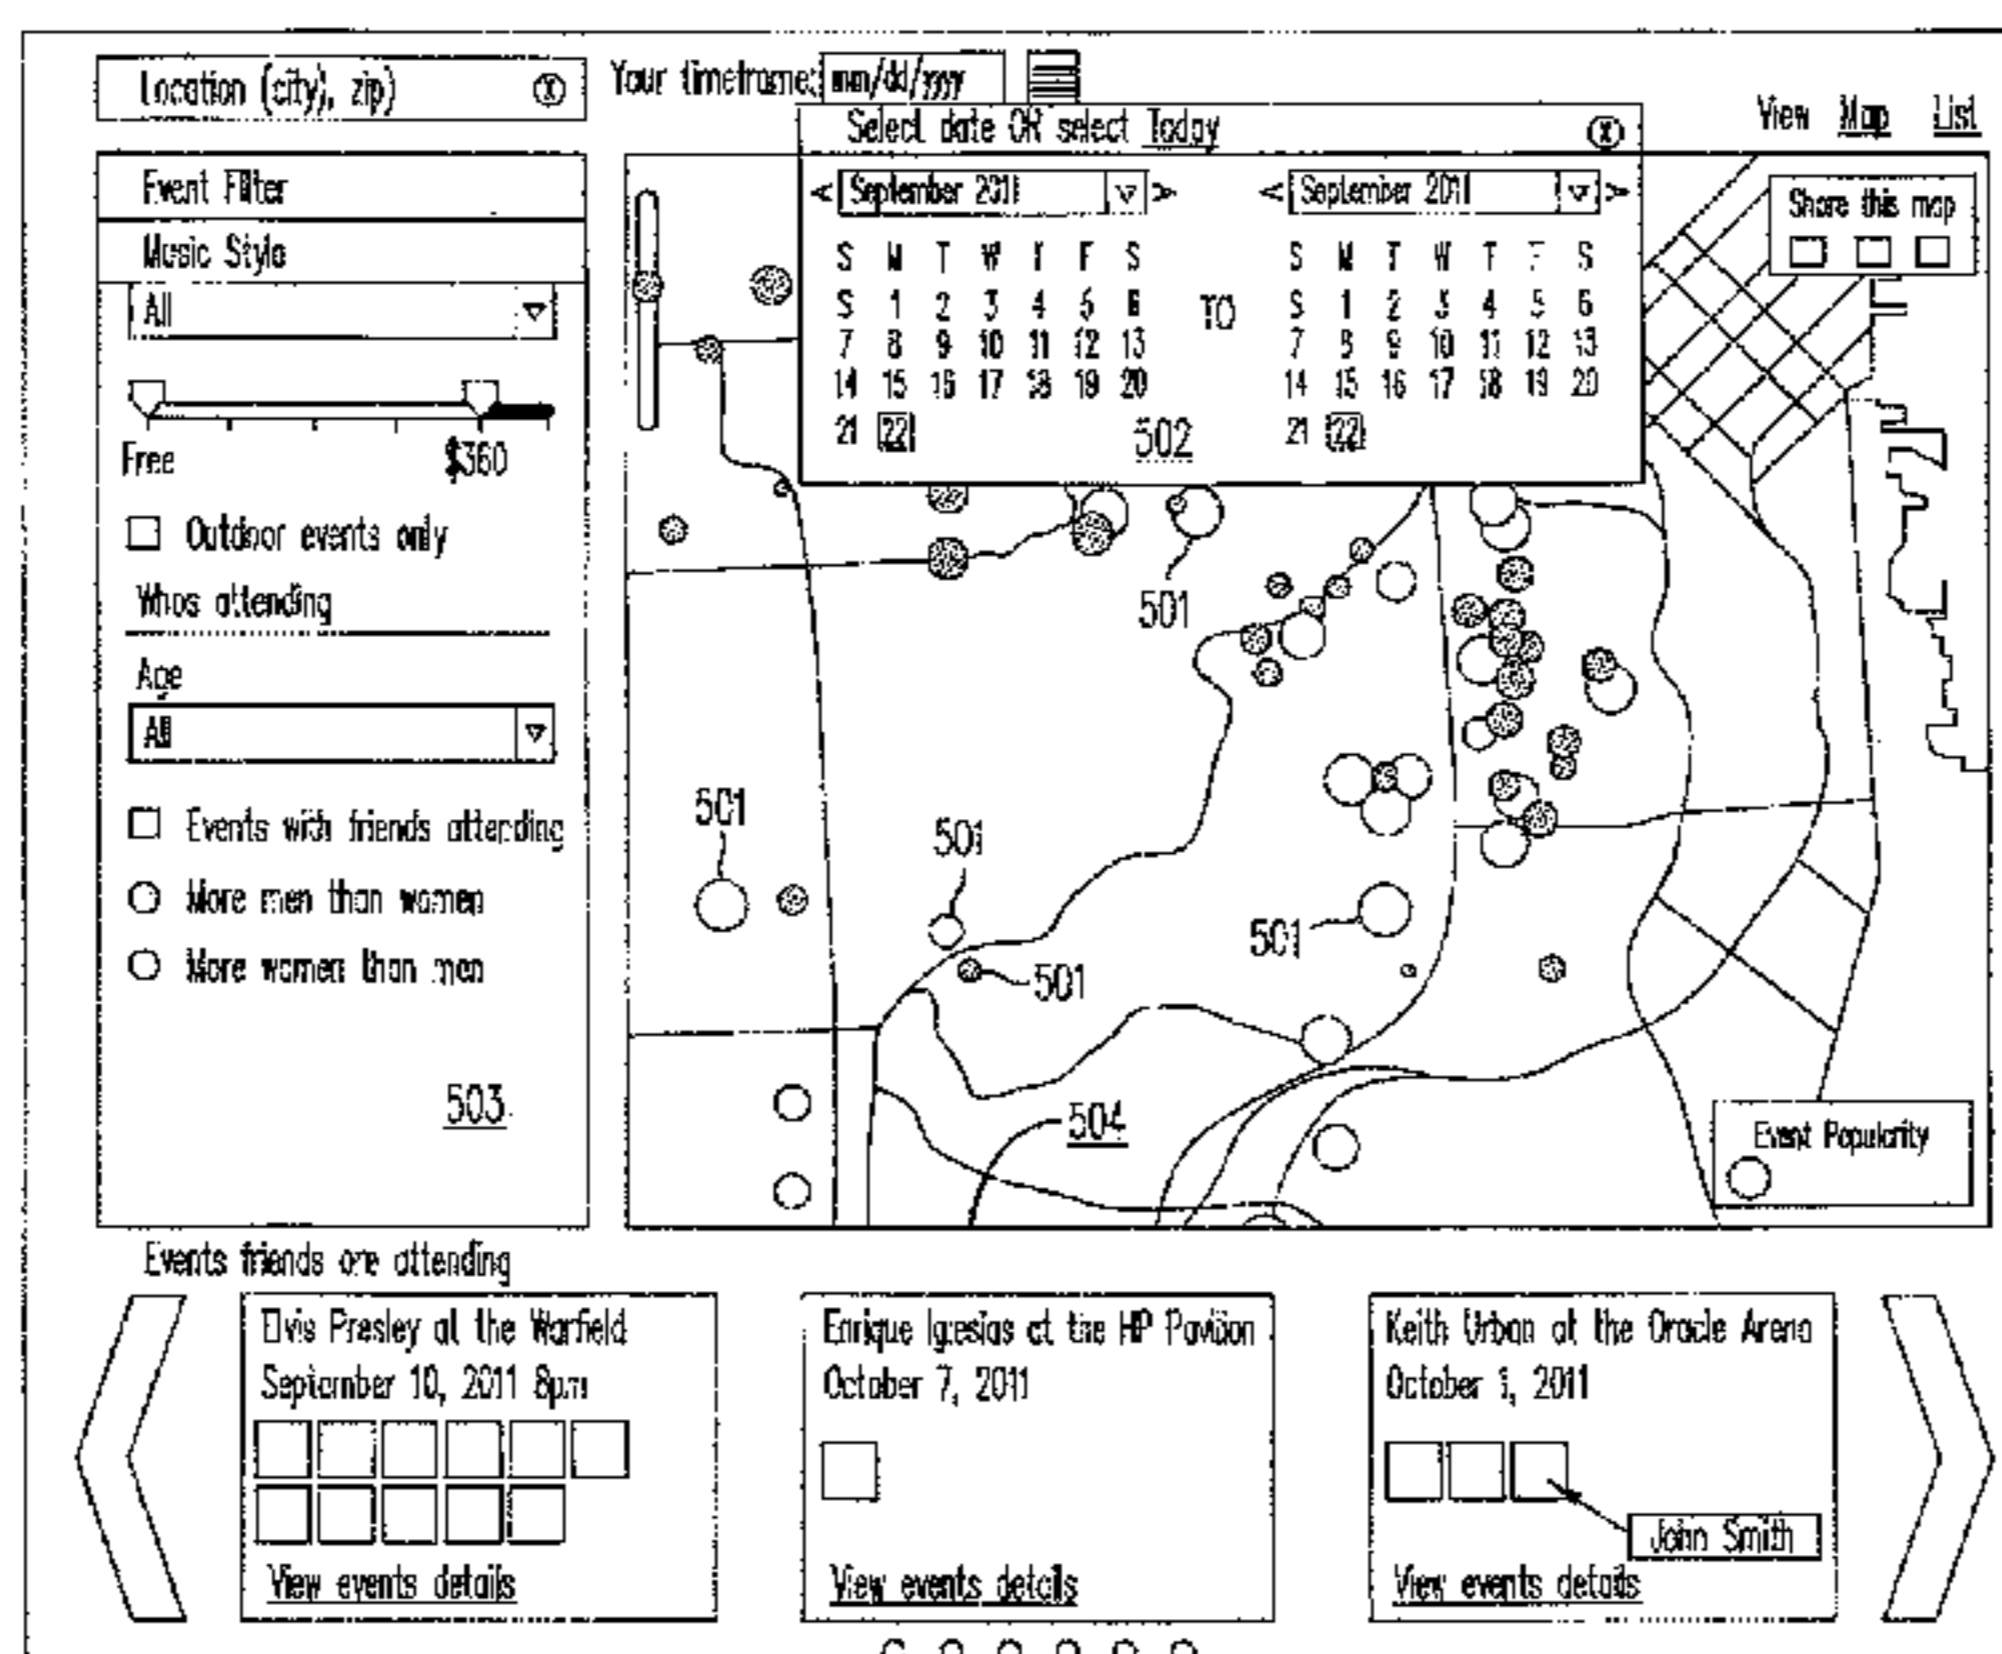 Location (city), zip) X
Your timeframe: mm/dd/yyyy
View Map List
Select date OR select Today X
Event Filter
Music Style
All
Free $360
Outdoor events only
Whos attending
Age
All
Events with friends attending
More men than women
More women than men
503
< September 2011 >
S M T W T F S
S 1 2 3 4 5 6
7 8 9 10 11 12 13
14 15 16 17 18 19 20
21 22
TO
< September 2011 >
S M T W T F S
S 1 2 3 4 5 6
7 8 9 10 11 12 13
14 15 16 17 18 19 20
21 22
502
Share this map
501
501
501
501
501
504
Event Popularity
Events friends are attending
Elvis Presley at the Warfield
September 10, 2011 8pm
View events details
Enrique Iglesias at the HP Pavilion
October 7, 2011
View events details
Keith Urban at the Oracle Arena
October 1, 2011
John Smith
View events details